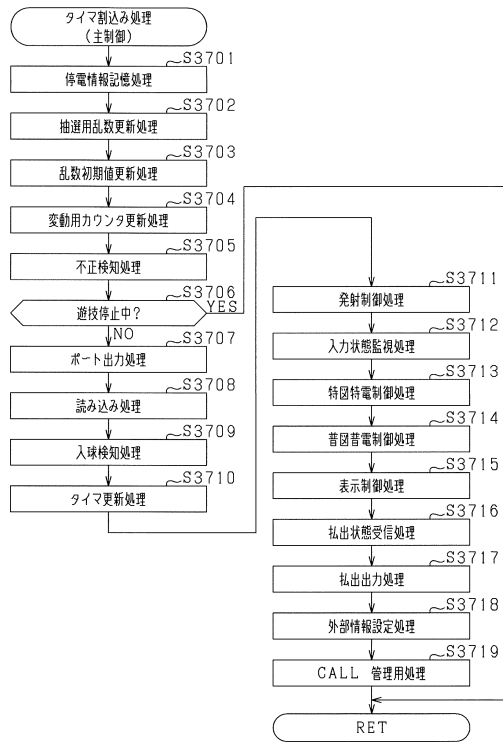 タイマ割込み処理
(主制御)
S3701
停電情報記憶処理
S3702
抽選用乱数更新処理
S3703
乱数初期値更新処理
S3704
変動用カウンタ更新処理
S3705
不正検知処理
S3706
遊技停止中?
YES
NO
S3707
ポート出力処理
S3708
読み込み処理
S3709
入球検知処理
S3710
タイマ更新処理
S3711
発射制御処理
S3712
入力状態監視処理
S3713
特図特電制御処理
S3714
普図普電制御処理
S3715
表示制御処理
S3716
払出状態受信処理
S3717
払出出力処理
S3718
外部情報設定処理
S3719
CALL 管理用処理
RET